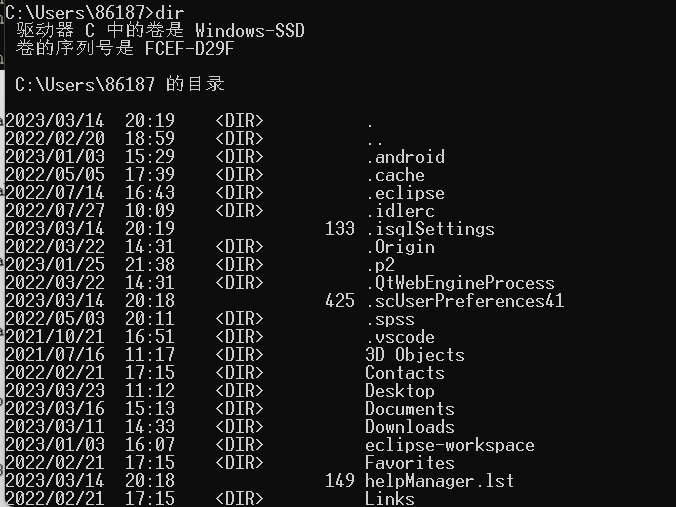 C:\Users\86187>dir
驱动器 C 中的卷是 Windows-SSD
卷的序列号是 FCEF-D29F
C:\Users\86187 的目录
2023/03/14  20:19    <DIR>          .
2022/02/20  18:59    <DIR>          ..
2023/01/03  15:29    <DIR>          .android
2022/05/05  17:39    <DIR>          .cache
2022/07/14  16:43    <DIR>          .eclipse
2022/07/27  10:09    <DIR>          .idlerc
2023/03/14  20:19               133 .isqlSettings
2022/03/22  14:31    <DIR>          .Origin
2023/01/25  21:38    <DIR>          .p2
2022/03/22  14:31    <DIR>          .QtWebEngineProcess
2023/03/14  20:18               425 .scUserPreferences41
2022/05/03  20:11    <DIR>          .spss
2021/10/21  16:51    <DIR>          .vscode
2021/07/16  11:17    <DIR>          3D Objects
2022/02/21  17:15    <DIR>          Contacts
2023/03/23  11:12    <DIR>          Desktop
2023/03/16  15:13    <DIR>          Documents
2023/03/11  14:33    <DIR>          Downloads
2023/01/03  16:07    <DIR>          eclipse-workspace
2022/02/21  17:15    <DIR>          Favorites
2023/03/14  20:18               149 helpManager.lst
2022/02/21  17:15    <DIR>          Links